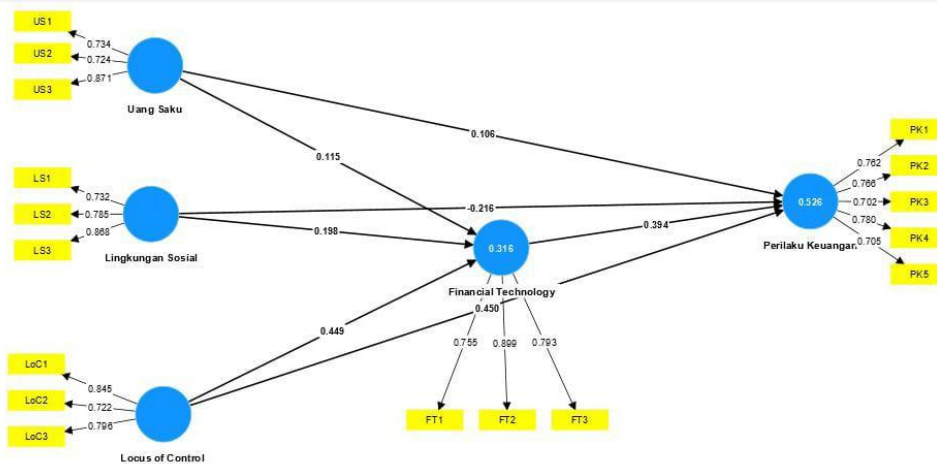 US1
0.734
US2
0.724
US3
0.871
Uang Saku
0.106
0.115
PK1
0.762
PK2
0.766
PK3
0.702
PK4
0.780
PK5
0.705
0.526
Perilaku Keuangan
LS1
0.732
LS2
0.785
LS3
0.868
Lingkungan Sosial
-0.216
0.198
0.394
0.316
Financial Technology
0.450
0.449
0.755
0.899
0.793
FT1
FT2
FT3
LoC1
0.845
LoC2
0.722
LoC3
0.796
Locus of Control